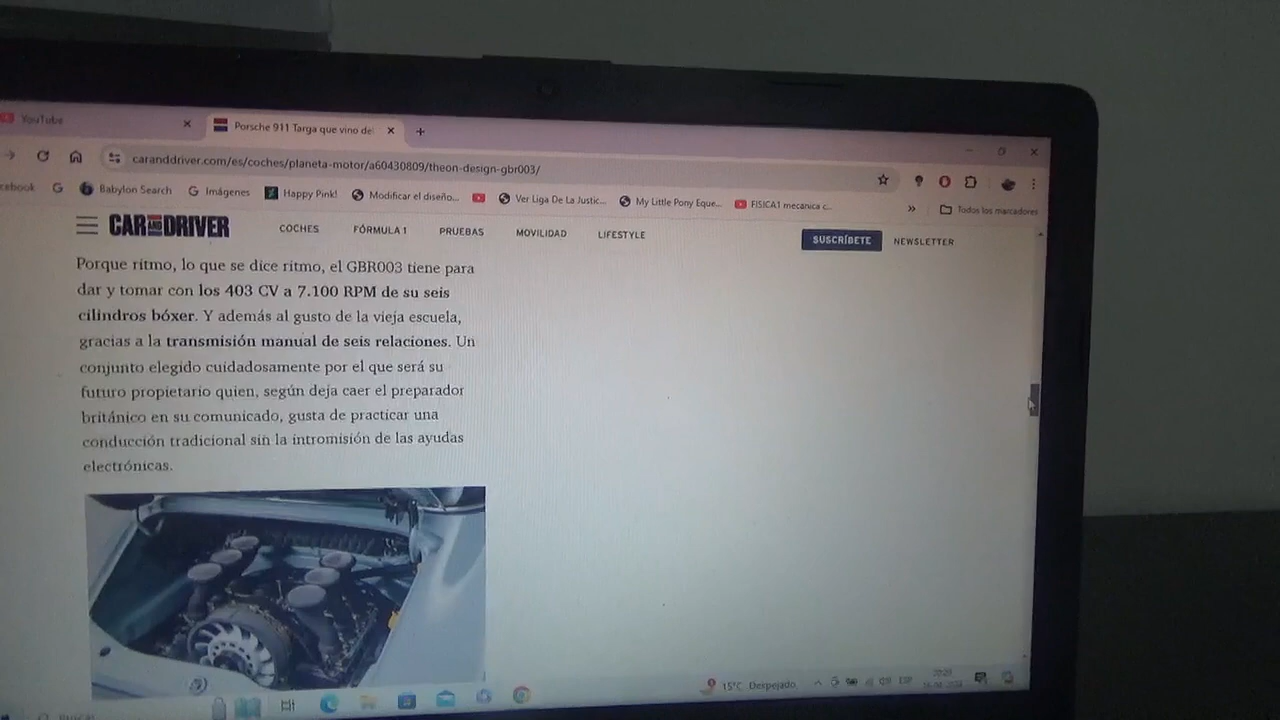 YouTube
Porsche 911 Targa que vino del
caranddriver.com/es/coches/planeta-motor/a60430809/theon-design-gbr003/
cebook
Babylon Search
Imágenes
Happy Pink!
Modificar el diseño...
Ver Liga De La Justic...
My Little Pony Eque...
FISICA1 mecanica c...
»
Todos los marcadores
CAR AND DRIVER
COCHES
FÓRMULA 1
PRUEBAS
MOVILIDAD
LIFESTYLE
SUSCRÍBETE
NEWSLETTER
Porque ritmo, lo que se dice ritmo, el GBR003 tiene para
dar y tomar con los 403 CV a 7.100 RPM de su seis
cilindros bóxer. Y además al gusto de la vieja escuela,
gracias a la transmisión manual de seis relaciones. Un
conjunto elegido cuidadosamente por el que será su
futuro propietario quien, según deja caer el preparador
británico en su comunicado, gusta de practicar una
conducción tradicional sin la intromisión de las ayudas
electrónicas.
15°C Despejado
ESP
20:29